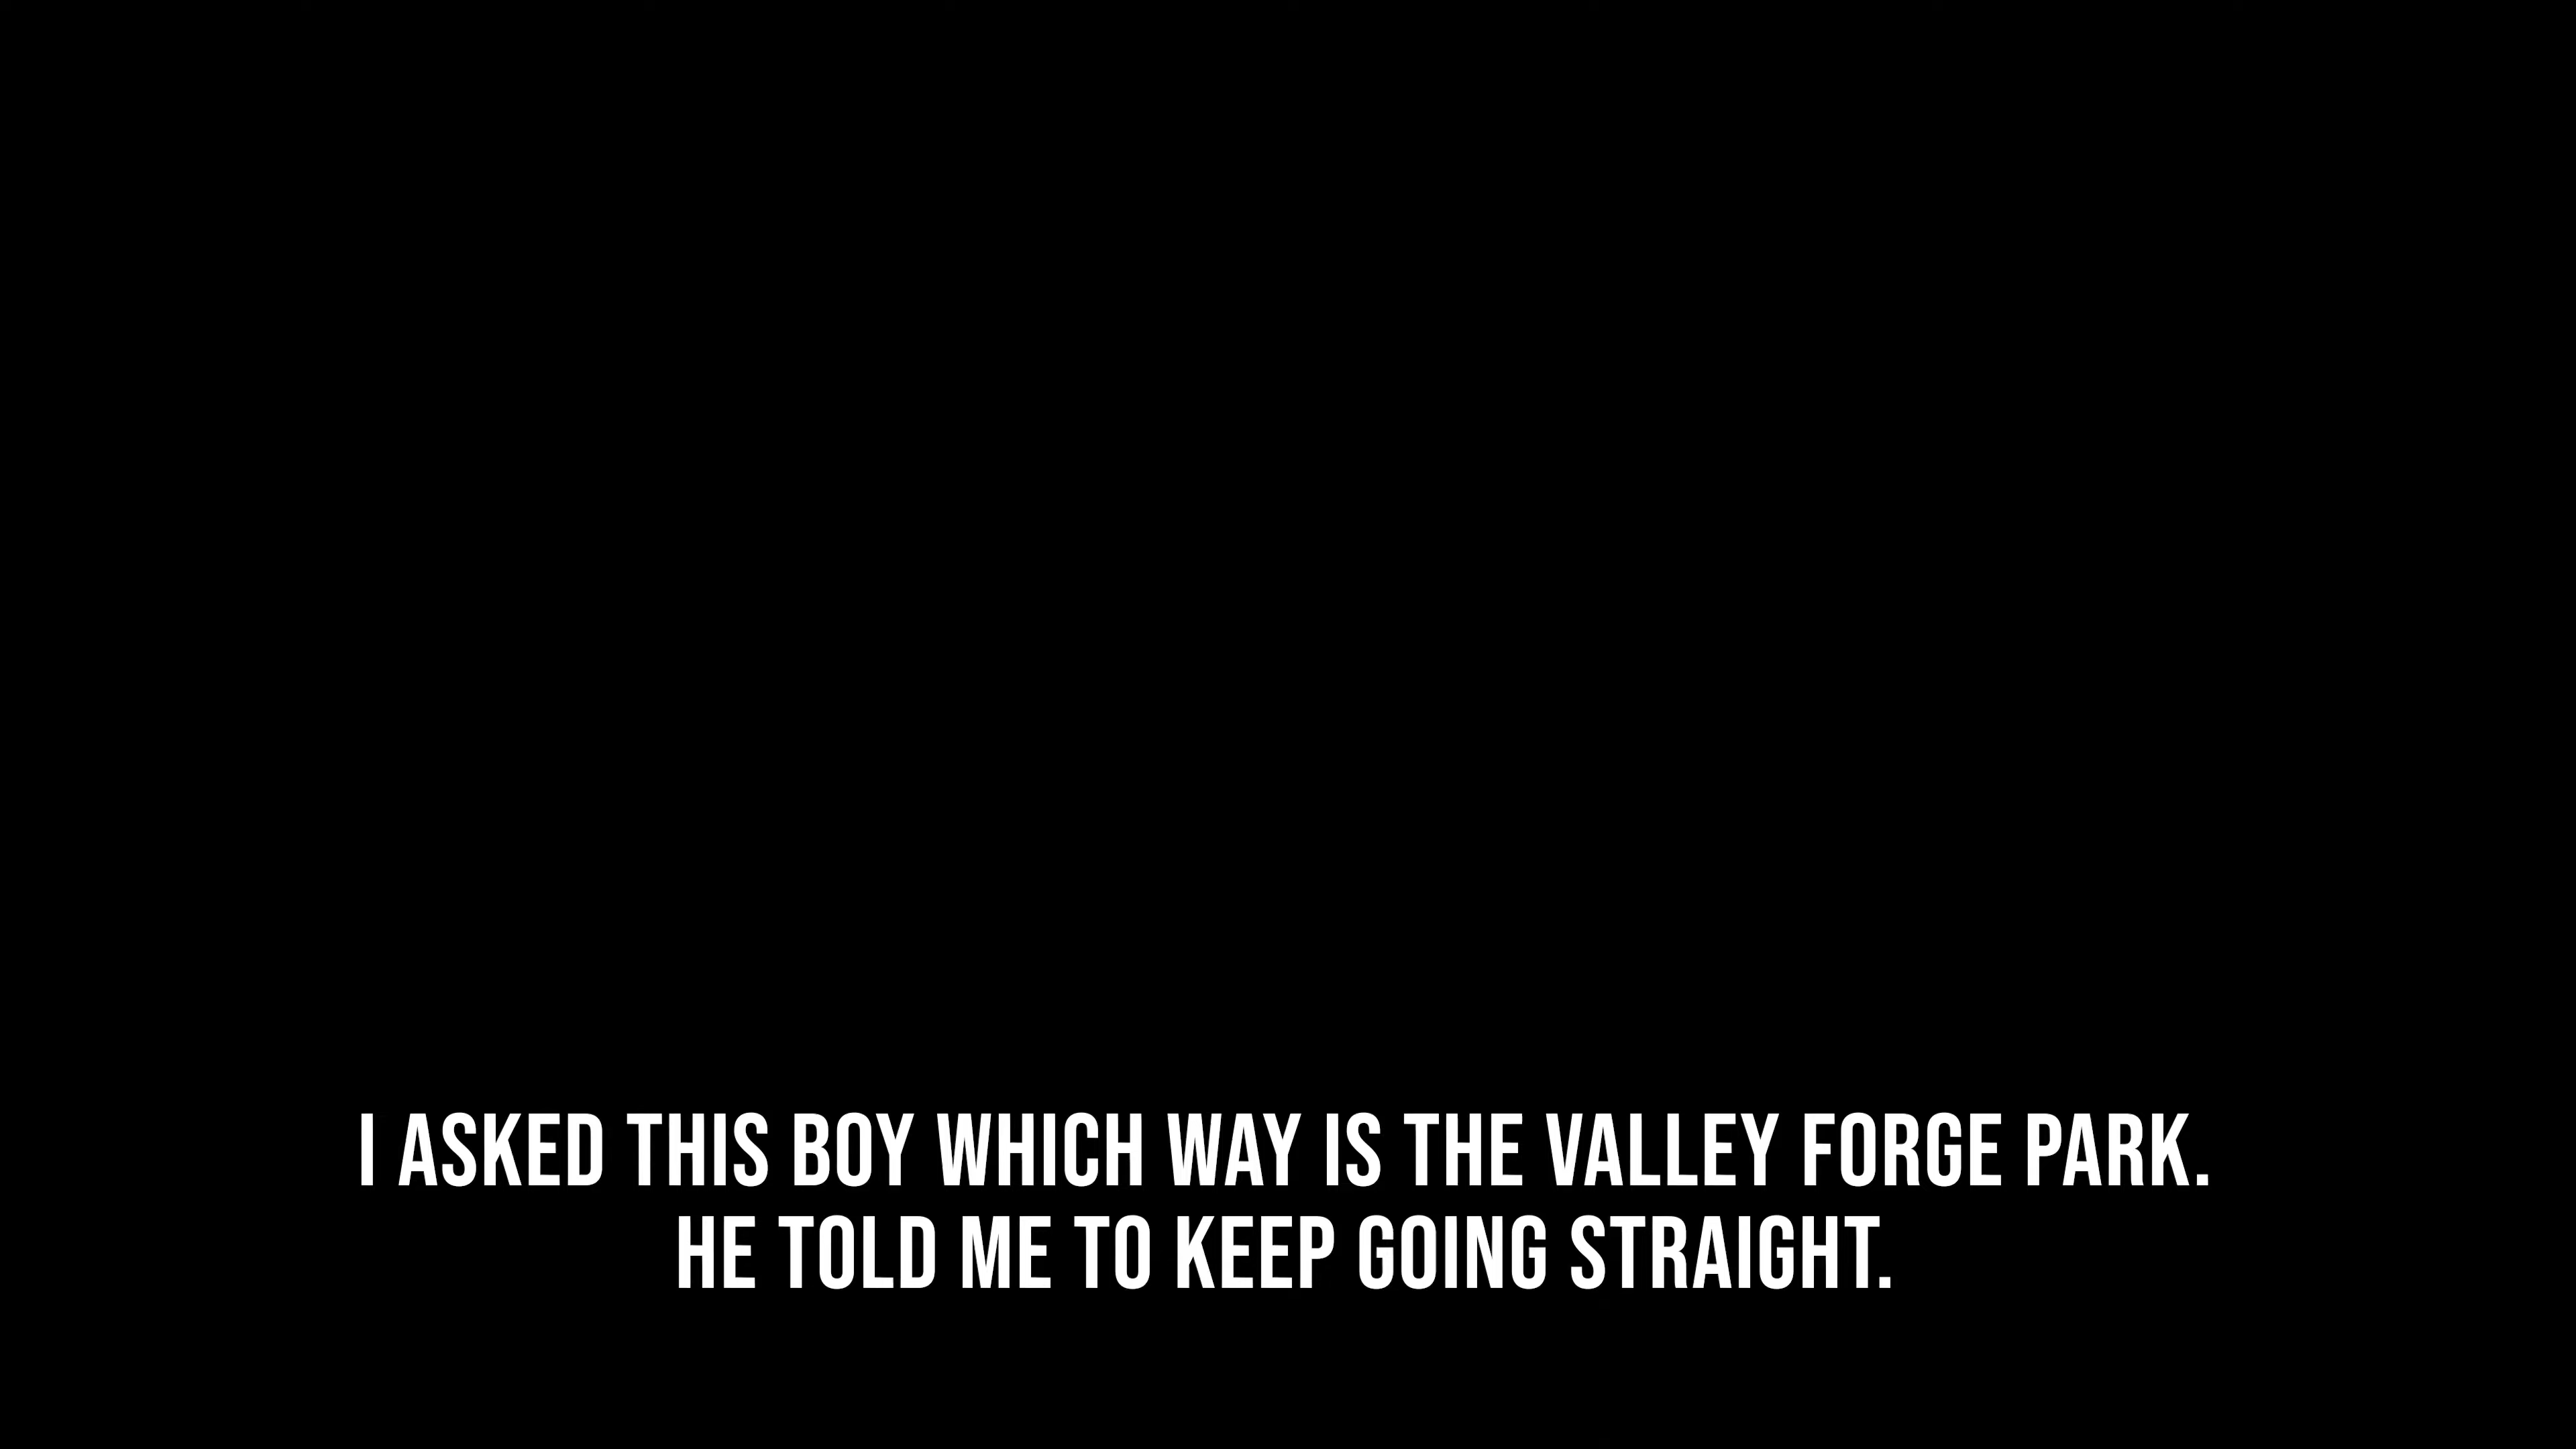 I ASKED THIS BOY WHICH WAY IS THE VALLEY FORGE PARK.
HE TOLD ME TO KEEP GOING STRAIGHT.